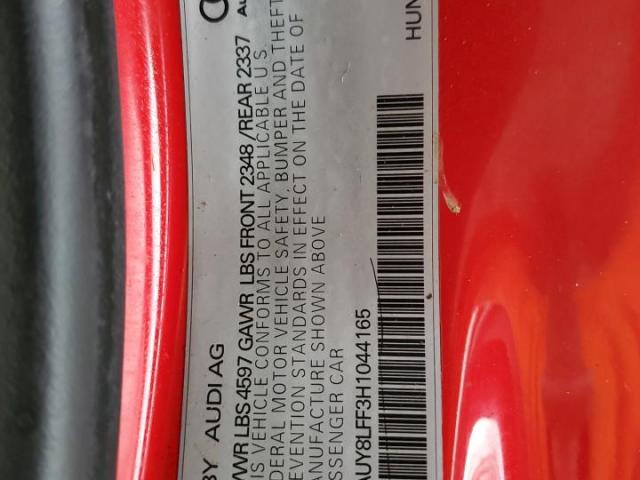 BY AUDI AG
VWR LBS 4597 GAWR LBS FRONT 2348 /REAR 2337
IS VEHICLE CONFORMS TO ALL APPLICABLE U.S.
EDERAL MOTOR VEHICLE SAFETY, BUMPER AND THEFT
EVENTION STANDARDS IN EFFECT ON THE DATE OF
ANUFACTURE SHOWN ABOVE
SSENGER CAR
AUY8LFF3H1044165
HUN